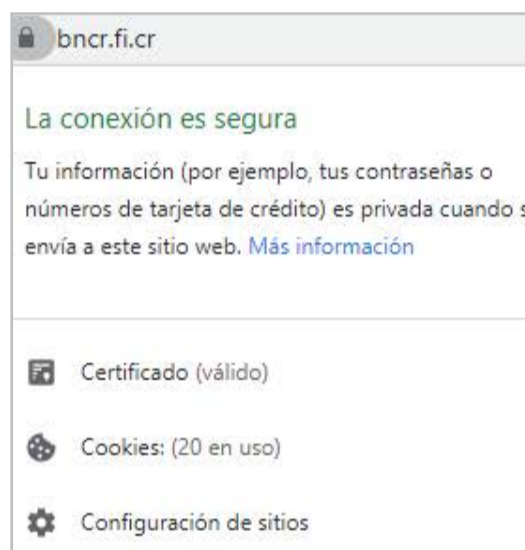 bncr.fi.cr
La conexión es segura
Tu información (por ejemplo, tus contraseñas o
números de tarjeta de crédito) es privada cuando
envía a este sitio web. Más información
Certificado (válido)
Cookies: (20 en uso)
Configuración de sitios